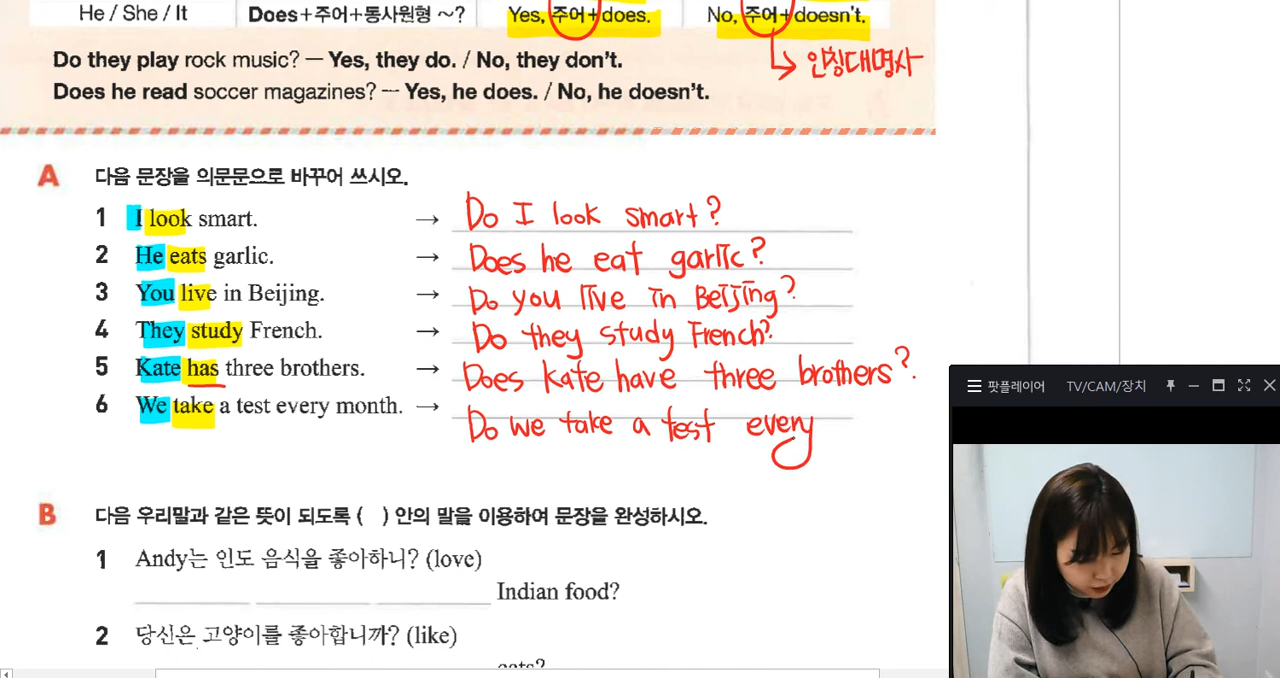 He / She / It Does+주어+동사원형 ~? Yes, 주어+does. No, 주어+doesn't.
인칭대명사
Do they play rock music? — Yes, they do. / No, they don't.
Does he read soccer magazines? — Yes, he does. / No, he doesn't.
A 다음 문장을 의문문으로 바꾸어 쓰시오.
1 I look smart. → Do I look smart?
2 He eats garlic. → Does he eat garlic?
3 You live in Beijing. → Do you live in Beijing?
4 They study French. → Do they study French?
5 Kate has three brothers. → Does Kate have three brothers?
6 We take a test every month. → Do we take a test every
팟플레이어 TV/CAM/장치
B 다음 우리말과 같은 뜻이 되도록 ( ) 안의 말을 이용하여 문장을 완성하시오.
1 Andy는 인도 음식을 좋아하니? (love)
Indian food?
2 당신은 고양이를 좋아합니까? (like)
cats?